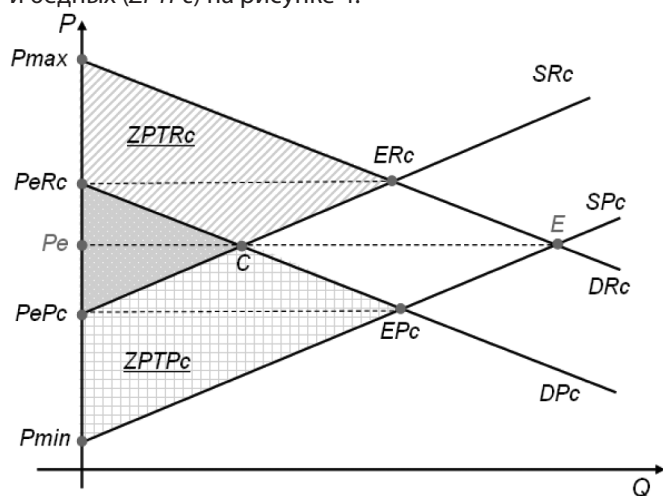 и бедных (ZPTPc) на рисунке 4.
P
Pmax
SRc
ZPTRc
ERc
PeRc
SPc
Pe
E
C
DRc
PePc
EPc
ZPTPc
DPc
Pmin
Q